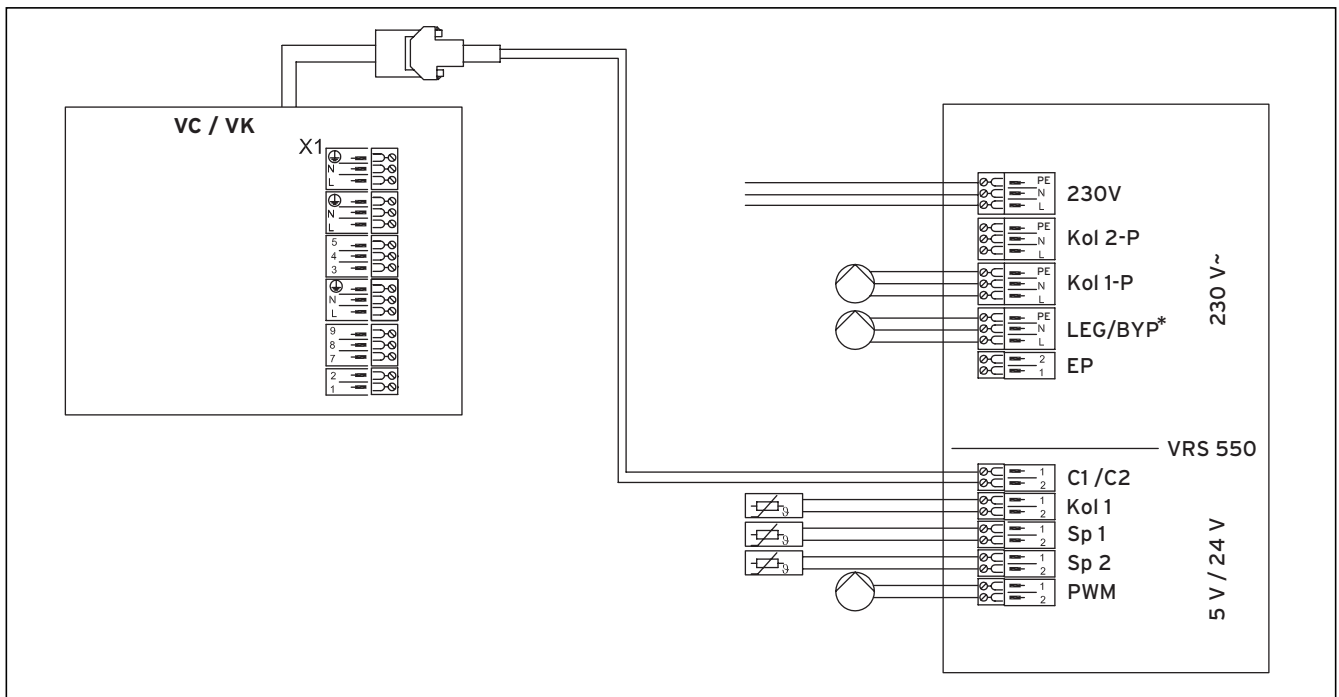 VC / VK
X1
N
L
N
L
5
4
3
N
L
9
8
7
2
1
PE
N
L
230V
PE
N
L
Kol 2-P
PE
N
L
Kol 1-P
PE
N
L
LEG/BYP*
2
1
EP
230 V~
VRS 550
1
2
C1 /C2
1
2
Kol 1
1
2
Sp 1
1
2
Sp 2
1
2
PWM
5 V / 24 V
ϑ
ϑ
ϑ